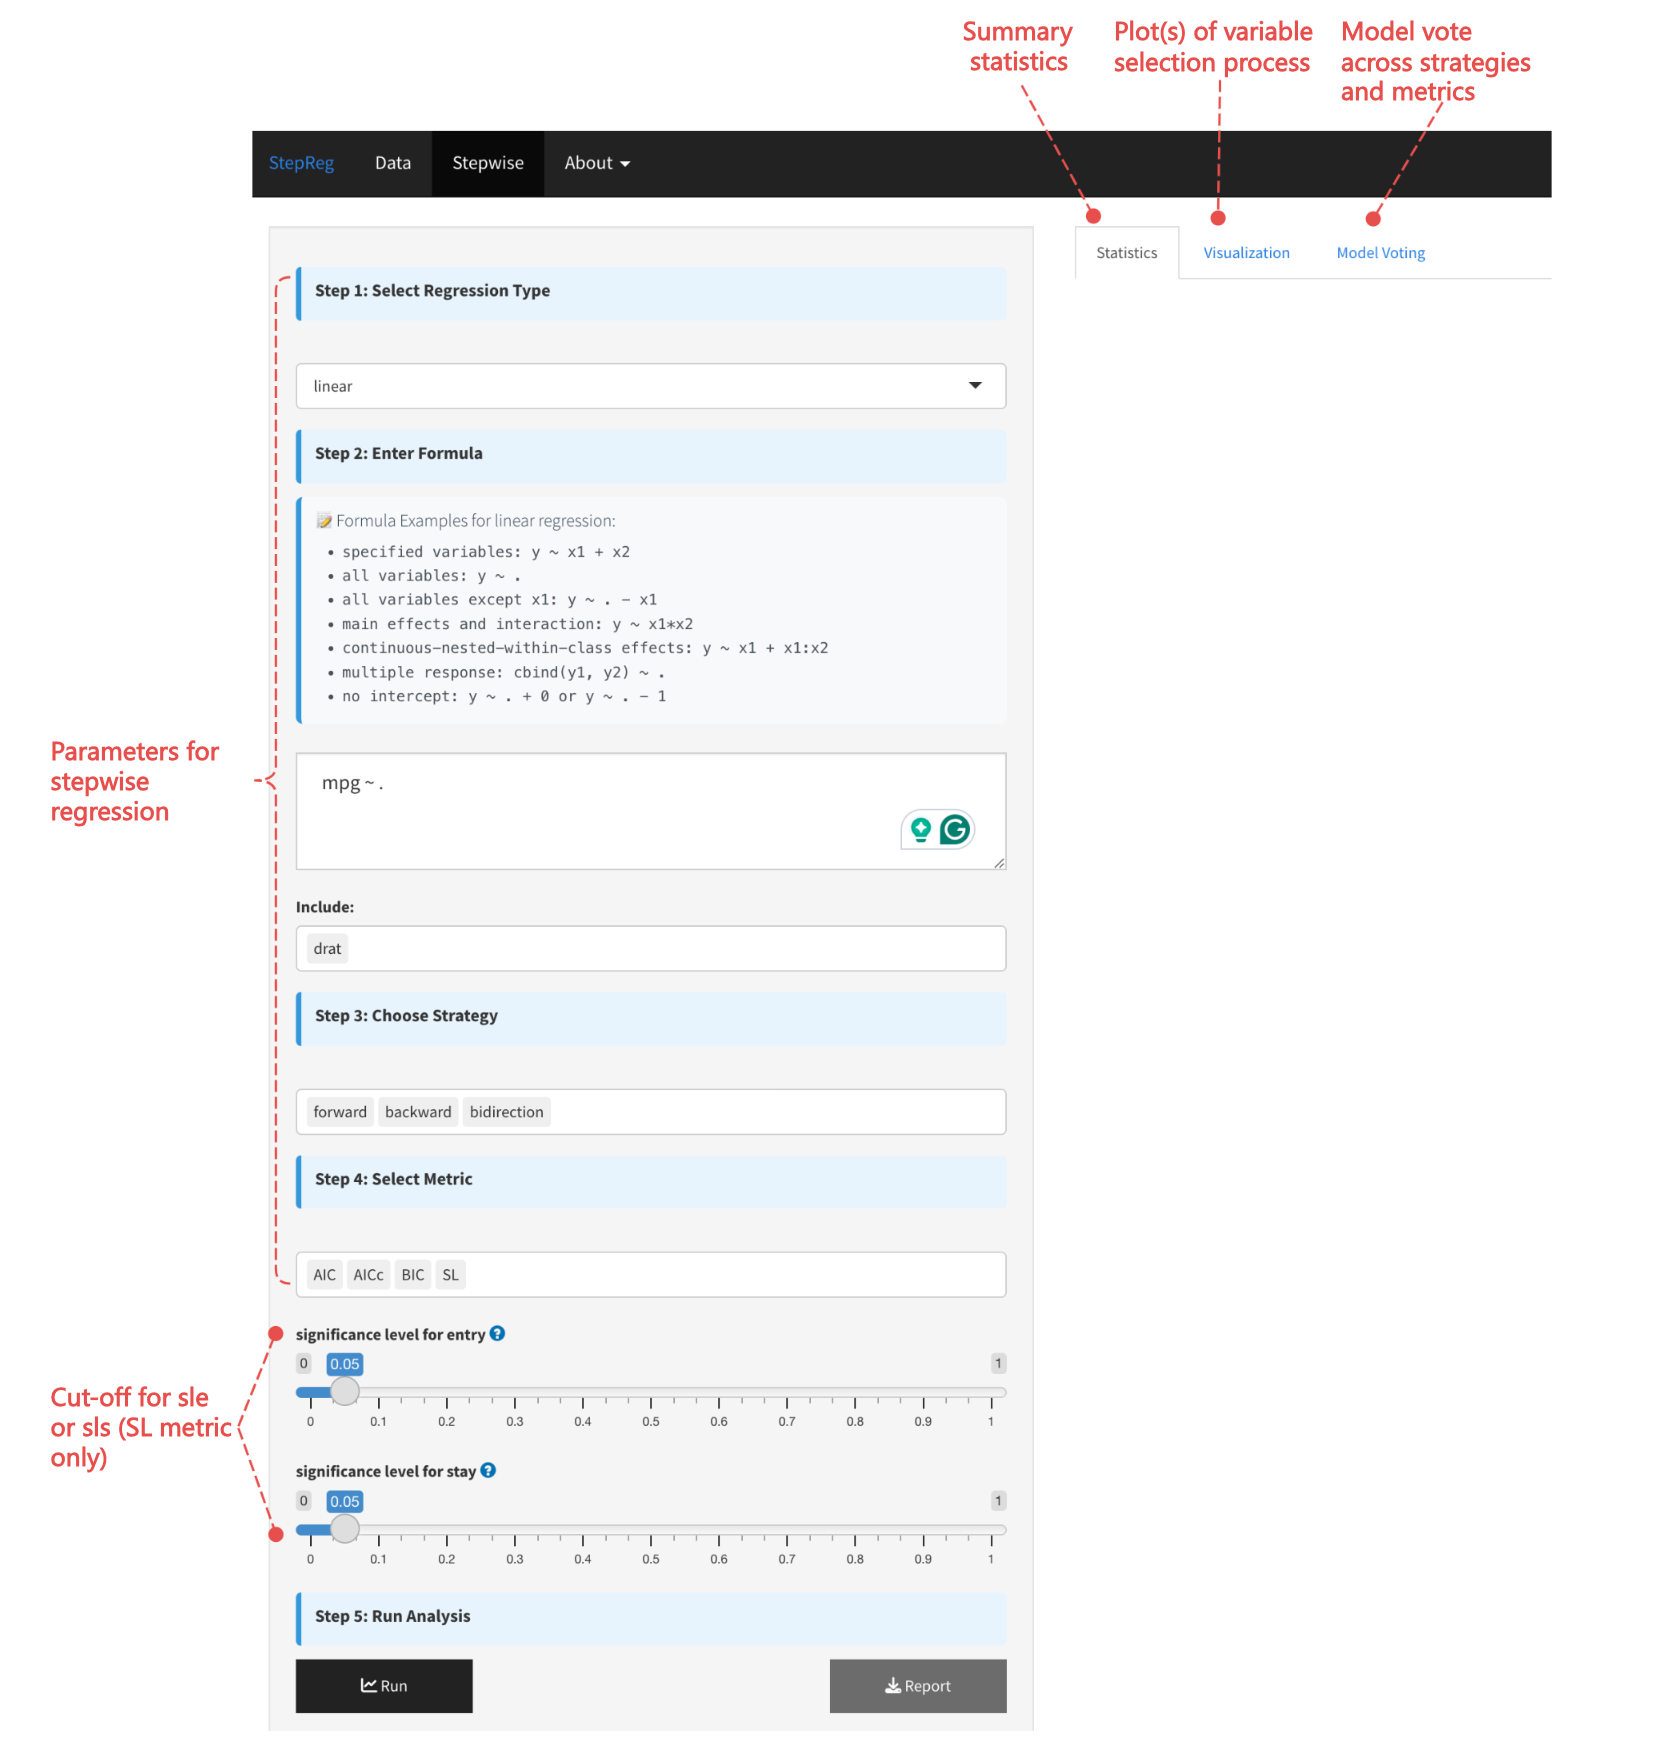 Summary
statistics
Plot(s) of variable
selection process
Model vote
across strategies
and metrics
StepReg Data Stepwise About
Statistics Visualization Model Voting
Step 1: Select Regression Type
linear
Step 2: Enter Formula
Formula Examples for linear regression:
• specified variables: y ~ x1 + x2
• all variables: y ~ .
• all variables except x1: y ~ . - x1
• main effects and interaction: y ~ x1*x2
• continuous-nested-within-class effects: y ~ x1 + x1:x2
• multiple response: cbind(y1, y2) ~ .
• no intercept: y ~ . + 0 or y ~ . - 1
Parameters for
stepwise
regression
mpg ~ .
Include:
drat
Step 3: Choose Strategy
forward backward bidirection
Step 4: Select Metric
AIC AICc BIC SL
Cut-off for sle
or sls (SL metric
only)
significance level for entry ?
0 0.05 1
0 0.1 0.2 0.3 0.4 0.5 0.6 0.7 0.8 0.9 1
significance level for stay ?
0 0.05 1
0 0.1 0.2 0.3 0.4 0.5 0.6 0.7 0.8 0.9 1
Step 5: Run Analysis
Run Report